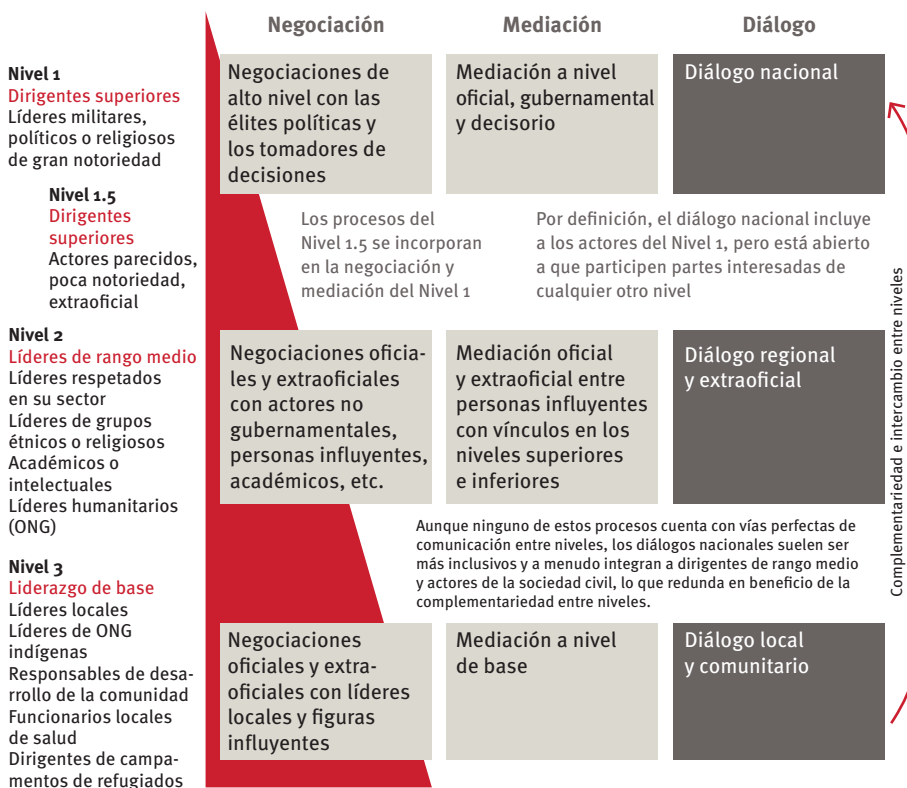 Negociación
Mediación
Diálogo
Nivel 1
Dirigentes superiores
Líderes militares,
políticos o religiosos
de gran notoriedad
Negociaciones de
alto nivel con las
élites políticas y
los tomadores de
decisiones
Mediación a nivel
oficial, gubernamental
y decisorio
Diálogo nacional
Nivel 1.5
Dirigentes
superiores
Actores parecidos,
poca notoriedad,
extraoficial
Los procesos del
Nivel 1.5 se incorporan
en la negociación y
mediación del Nivel 1
Por definición, el diálogo nacional incluye
a los actores del Nivel 1, pero está abierto
a que participen partes interesadas de
cualquier otro nivel
Nivel 2
Líderes de rango medio
Líderes respetados
en su sector
Líderes de grupos
étnicos o religiosos
Académicos o
intelectuales
Líderes humanitarios
(ONG)
Negociaciones oficia-
les y extraoficiales
con actores no
gubernamentales,
personas influyentes,
académicos, etc.
Mediación oficial
y extraoficial entre
personas influyentes
con vínculos en los
niveles superiores
e inferiores
Diálogo regional
y extraoficial
Aunque ninguno de estos procesos cuenta con vías perfectas de
comunicación entre niveles, los diálogos nacionales suelen ser
más inclusivos y a menudo integran a dirigentes de rango medio
y actores de la sociedad civil, lo que redunda en beneficio de la
complementariedad entre niveles.
Nivel 3
Liderazgo de base
Líderes locales
Líderes de ONG
indígenas
Responsables de desa-
rrollo de la comunidad
Funcionarios locales
de salud
Dirigentes de campa-
mentos de refugiados
Negociaciones
oficiales y extra-
oficiales con líderes
locales y figuras
influyentes
Mediación a nivel
de base
Diálogo local
y comunitario
Complementariedad e intercambio entre niveles